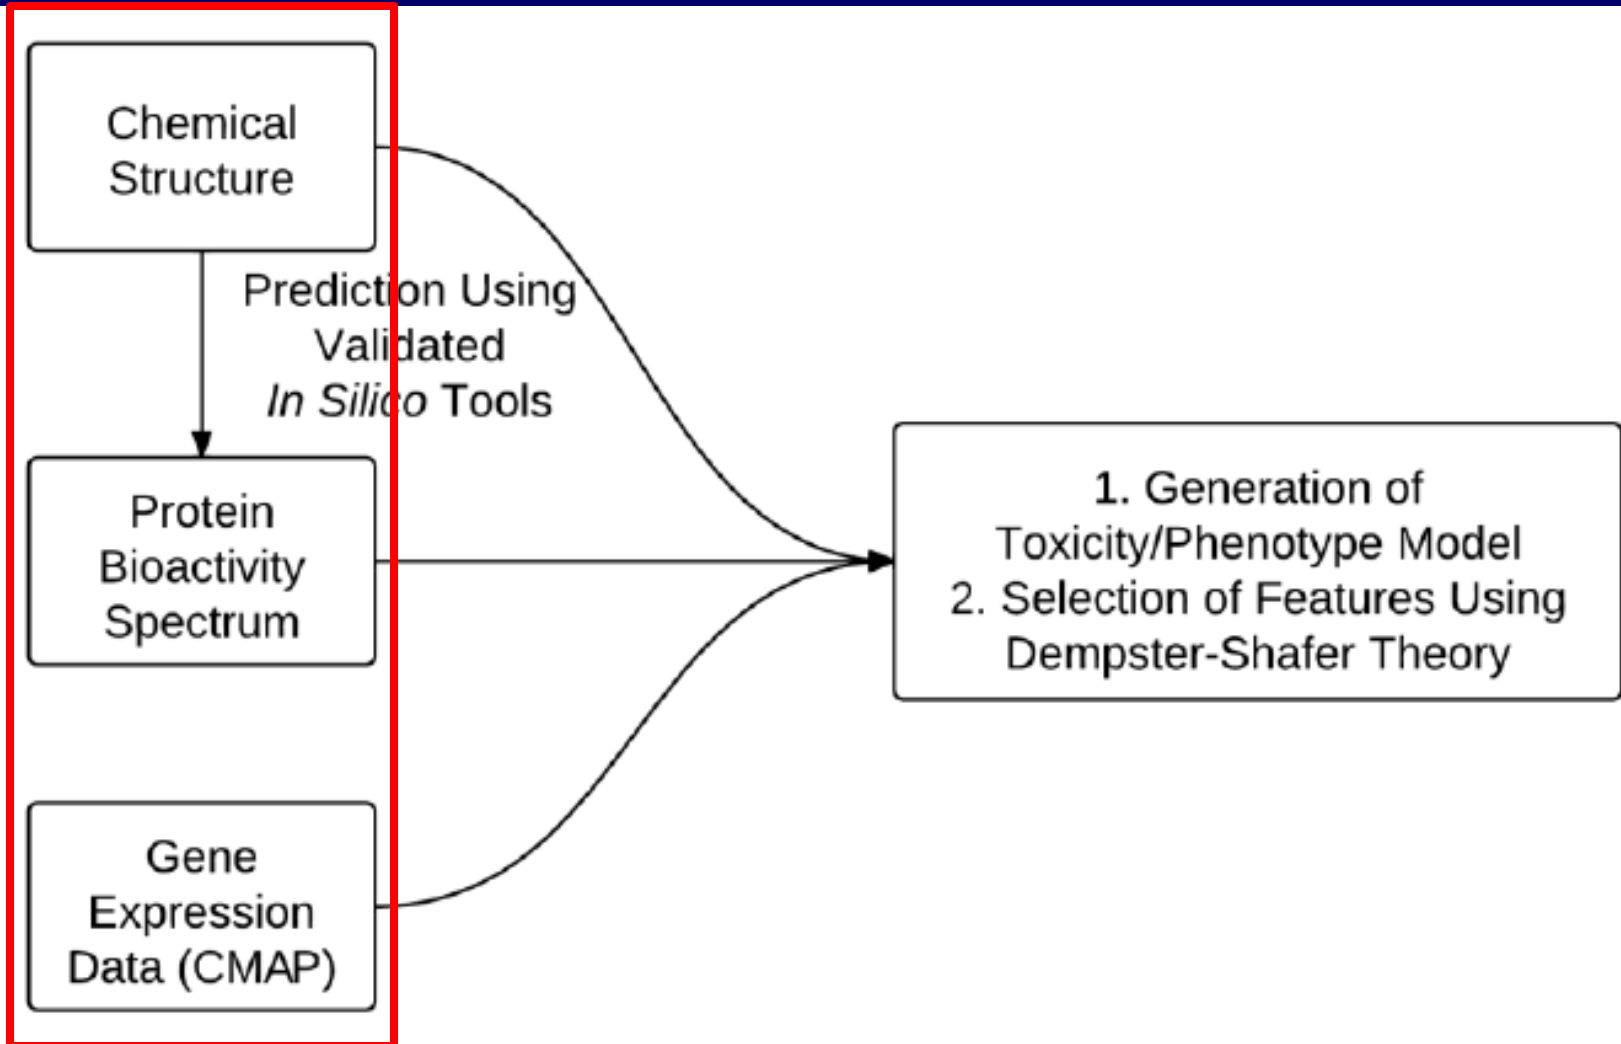 Chemical
Structure
Prediction Using
Validated
In Silico Tools
Protein
Bioactivity
Spectrum
Gene
Expression
Data (CMAP)
1. Generation of
Toxicity/Phenotype Model
2. Selection of Features Using
Dempster-Shafer Theory